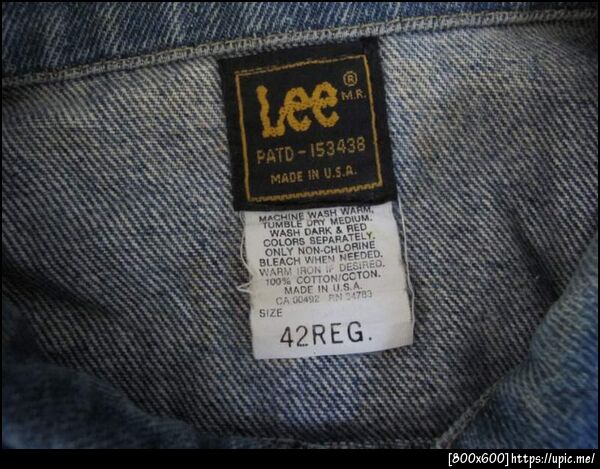 Lee®
M.R.
PATD-153438
MADE IN U.S.A.
MACHINE WASH WARM,
TUMBLE DRY MEDIUM.
WASH DARK & RED
COLORS SEPARATELY.
ONLY NON-CHLORINE
BLEACH WHEN NEEDED.
WARM IRON IF DESIRED.
100% COTTON/COTON.
MADE IN U.S.A.
CA 00492 RN 34783
SIZE
42REG.
[800x600]https://upic.me/